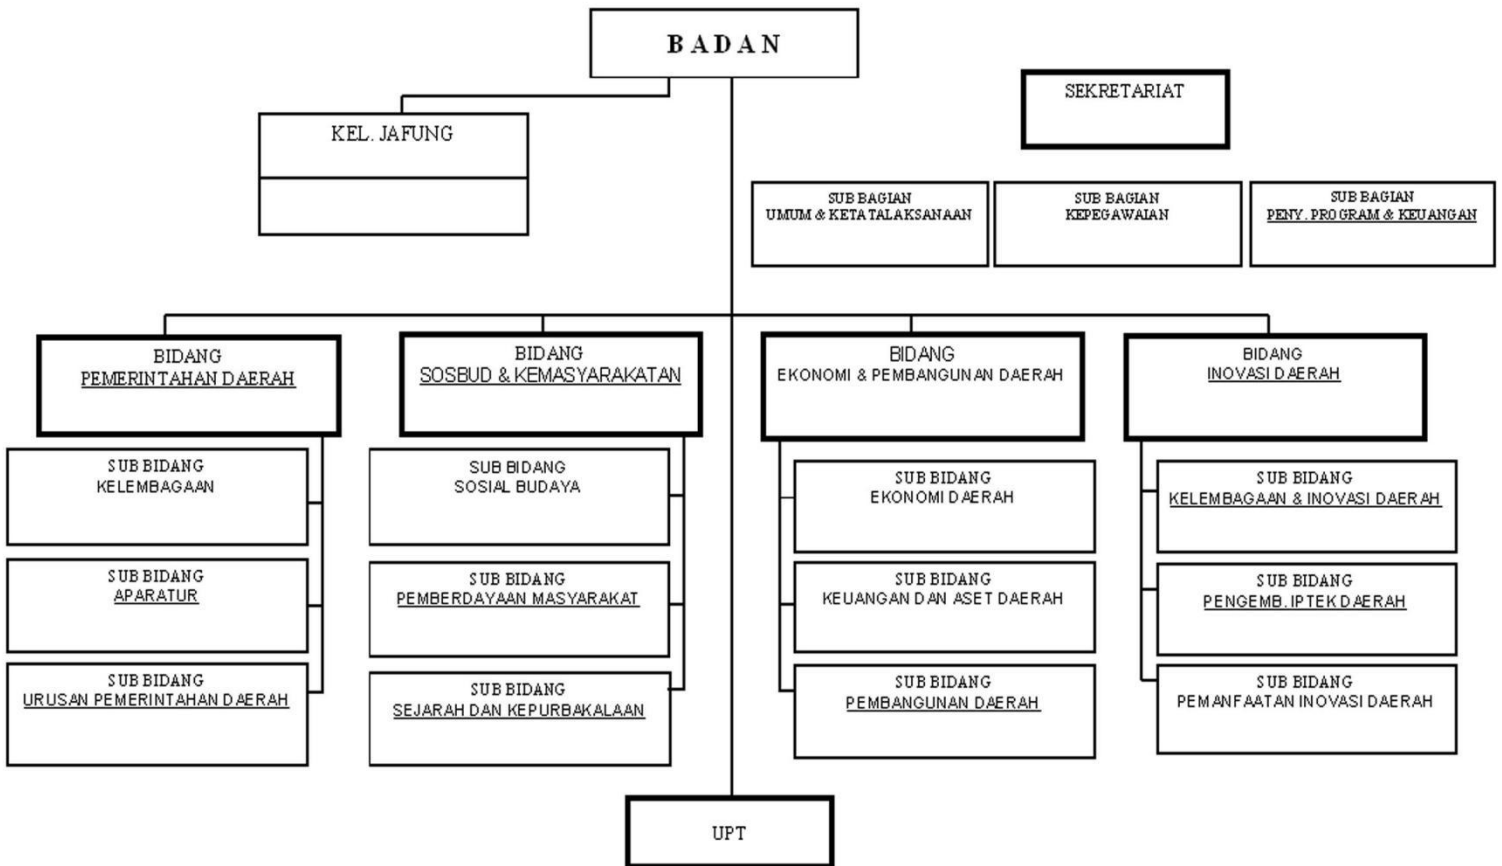 BADAN
SEKRETARIAT
KEL. JAFUNG
SUB BAGIAN
UMUM & KETATALAKSANAAN
SUB BAGIAN
KEPEGAWAIAN
SUB BAGIAN
PENY. PROGRAM & KEUANGAN
BIDANG
PEMERINTAHAN DAERAH
BIDANG
SOSBUD & KEMASYARAKATAN
BIDANG
EKONOMI & PEMBANGUNAN DAERAH
BIDANG
INOVASI DAERAH
SUB BIDANG
KELEMBAGAAN
SUB BIDANG
SOSIAL BUDAYA
SUB BIDANG
EKONOMI DAERAH
SUB BIDANG
KELEMBAGAAN & INOVASI DAERAH
SUB BIDANG
APARATUR
SUB BIDANG
PEMBERDAYAAN MASYARAKAT
SUB BIDANG
KEUANGAN DAN ASET DAERAH
SUB BIDANG
PENGEMB. IPTEK DAERAH
SUB BIDANG
URUSAN PEMERINTAHAN DAERAH
SUB BIDANG
SEJARAH DAN KEPURBAKALAAN
SUB BIDANG
PEMBANGUNAN DAERAH
SUB BIDANG
PEMANFAATAN INOVASI DAERAH
UPT